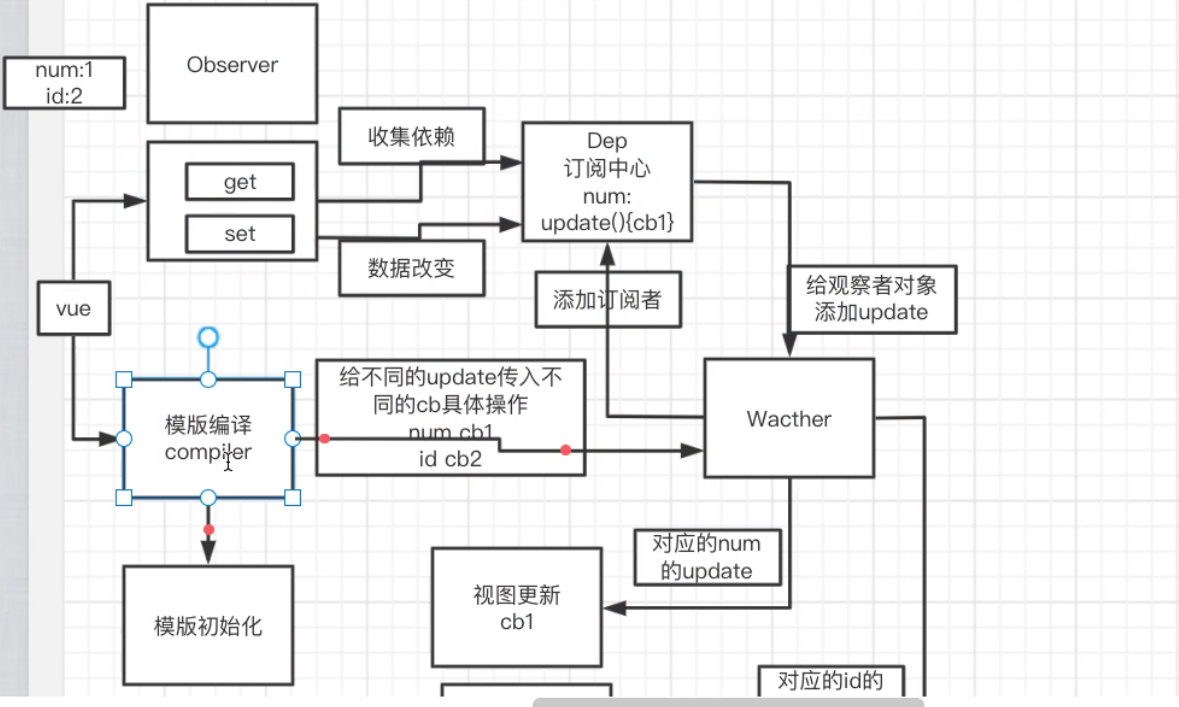 Observer
num:1
id:2
收集依赖
Dep
订阅中心
num:
update(){cb1}
get
set
数据改变
添加订阅者
给观察者对象
添加update
vue
给不同的update传入不
同的cb具体操作
num cb1
id cb2
模版编译
compiler
Wacther
对应的num
的update
视图更新
cb1
模版初始化
对应的id的